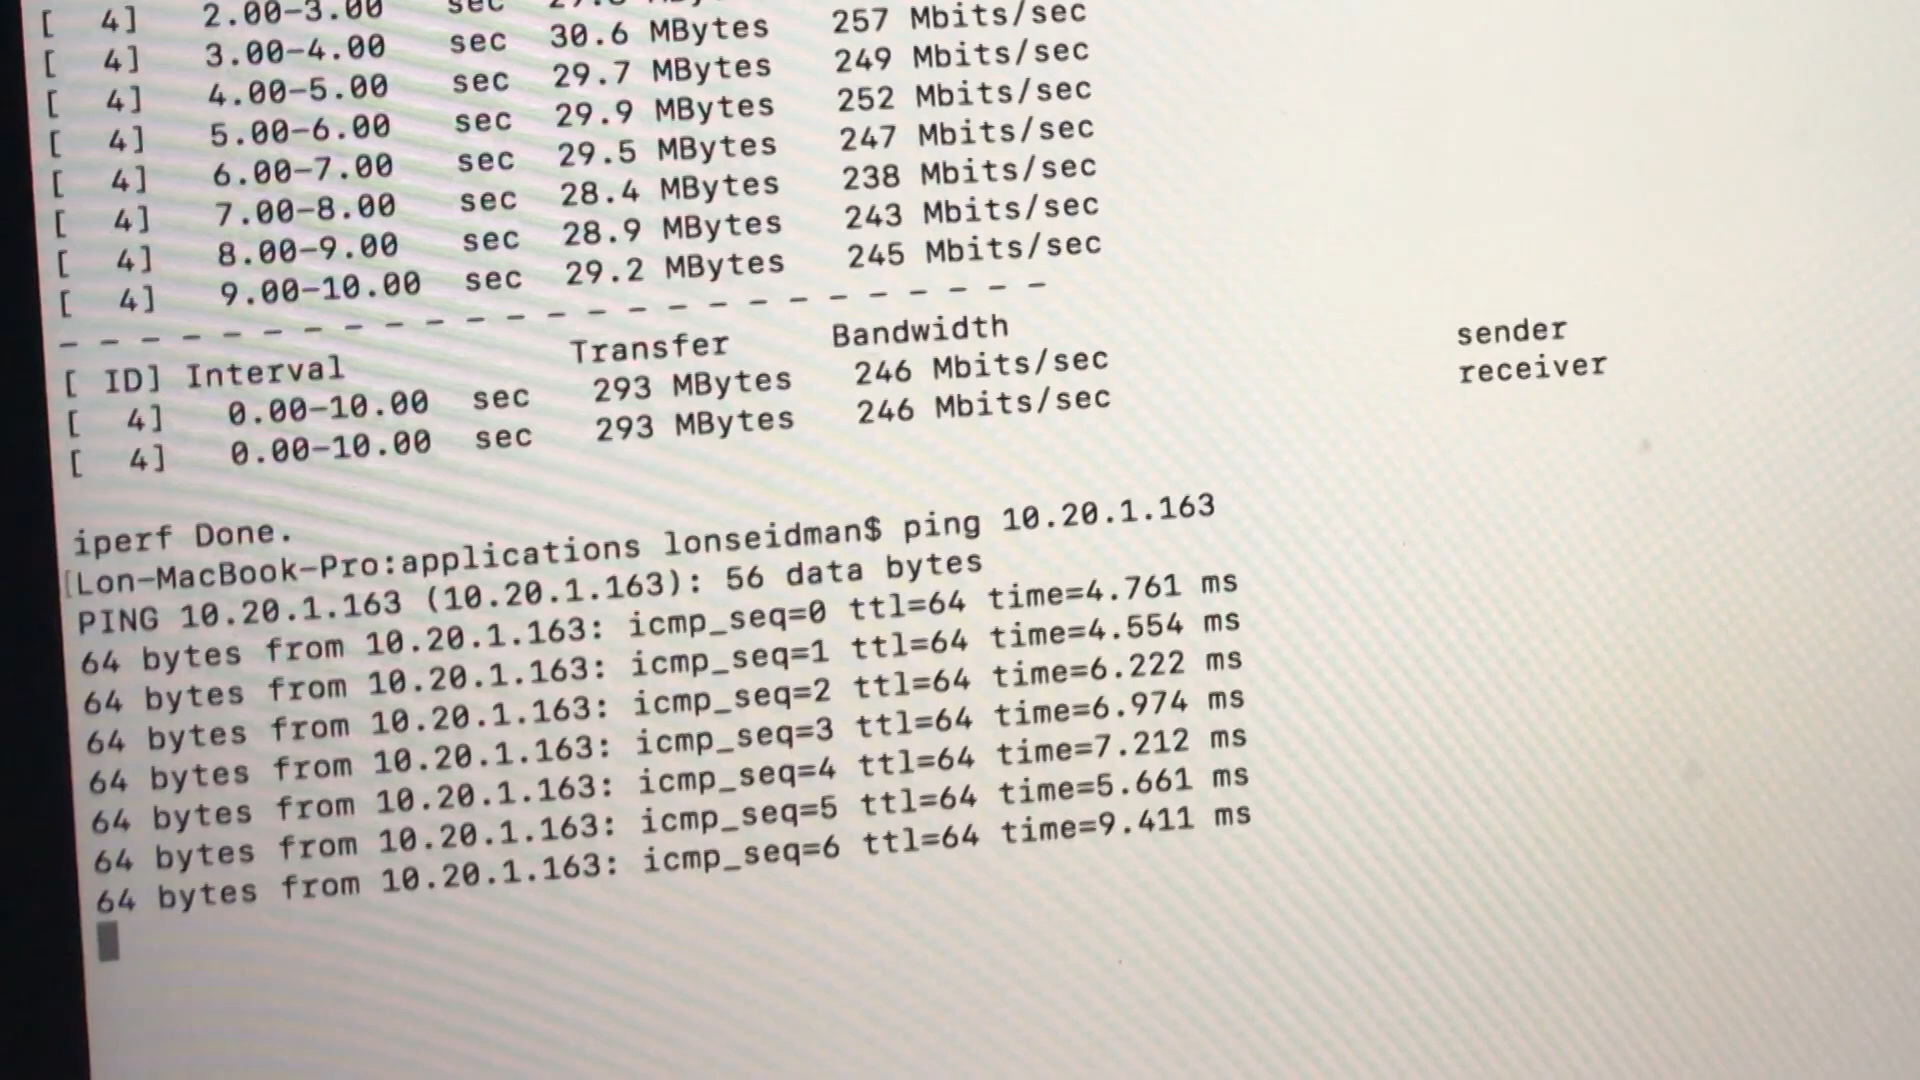 [ 4] 2.00-3.00 sec
[ 4] 3.00-4.00 sec 30.6 MBytes 257 Mbits/sec
[ 4] 4.00-5.00 sec 29.7 MBytes 249 Mbits/sec
[ 4] 5.00-6.00 sec 29.9 MBytes 252 Mbits/sec
[ 4] 6.00-7.00 sec 29.5 MBytes 247 Mbits/sec
[ 4] 7.00-8.00 sec 28.4 MBytes 238 Mbits/sec
[ 4] 8.00-9.00 sec 28.9 MBytes 243 Mbits/sec
[ 4] 9.00-10.00 sec 29.2 MBytes 245 Mbits/sec
- - - - - - - - - - - - - - - - - - - - - - - - -
[ ID] Interval Transfer Bandwidth
[ 4] 0.00-10.00 sec 293 MBytes 246 Mbits/sec sender
[ 4] 0.00-10.00 sec 293 MBytes 246 Mbits/sec receiver
iperf Done.
[Lon-MacBook-Pro:applications lonseidman$ ping 10.20.1.163
PING 10.20.1.163 (10.20.1.163): 56 data bytes
64 bytes from 10.20.1.163: icmp_seq=0 ttl=64 time=4.761 ms
64 bytes from 10.20.1.163: icmp_seq=1 ttl=64 time=4.554 ms
64 bytes from 10.20.1.163: icmp_seq=2 ttl=64 time=6.222 ms
64 bytes from 10.20.1.163: icmp_seq=3 ttl=64 time=6.974 ms
64 bytes from 10.20.1.163: icmp_seq=4 ttl=64 time=7.212 ms
64 bytes from 10.20.1.163: icmp_seq=5 ttl=64 time=5.661 ms
64 bytes from 10.20.1.163: icmp_seq=6 ttl=64 time=9.411 ms